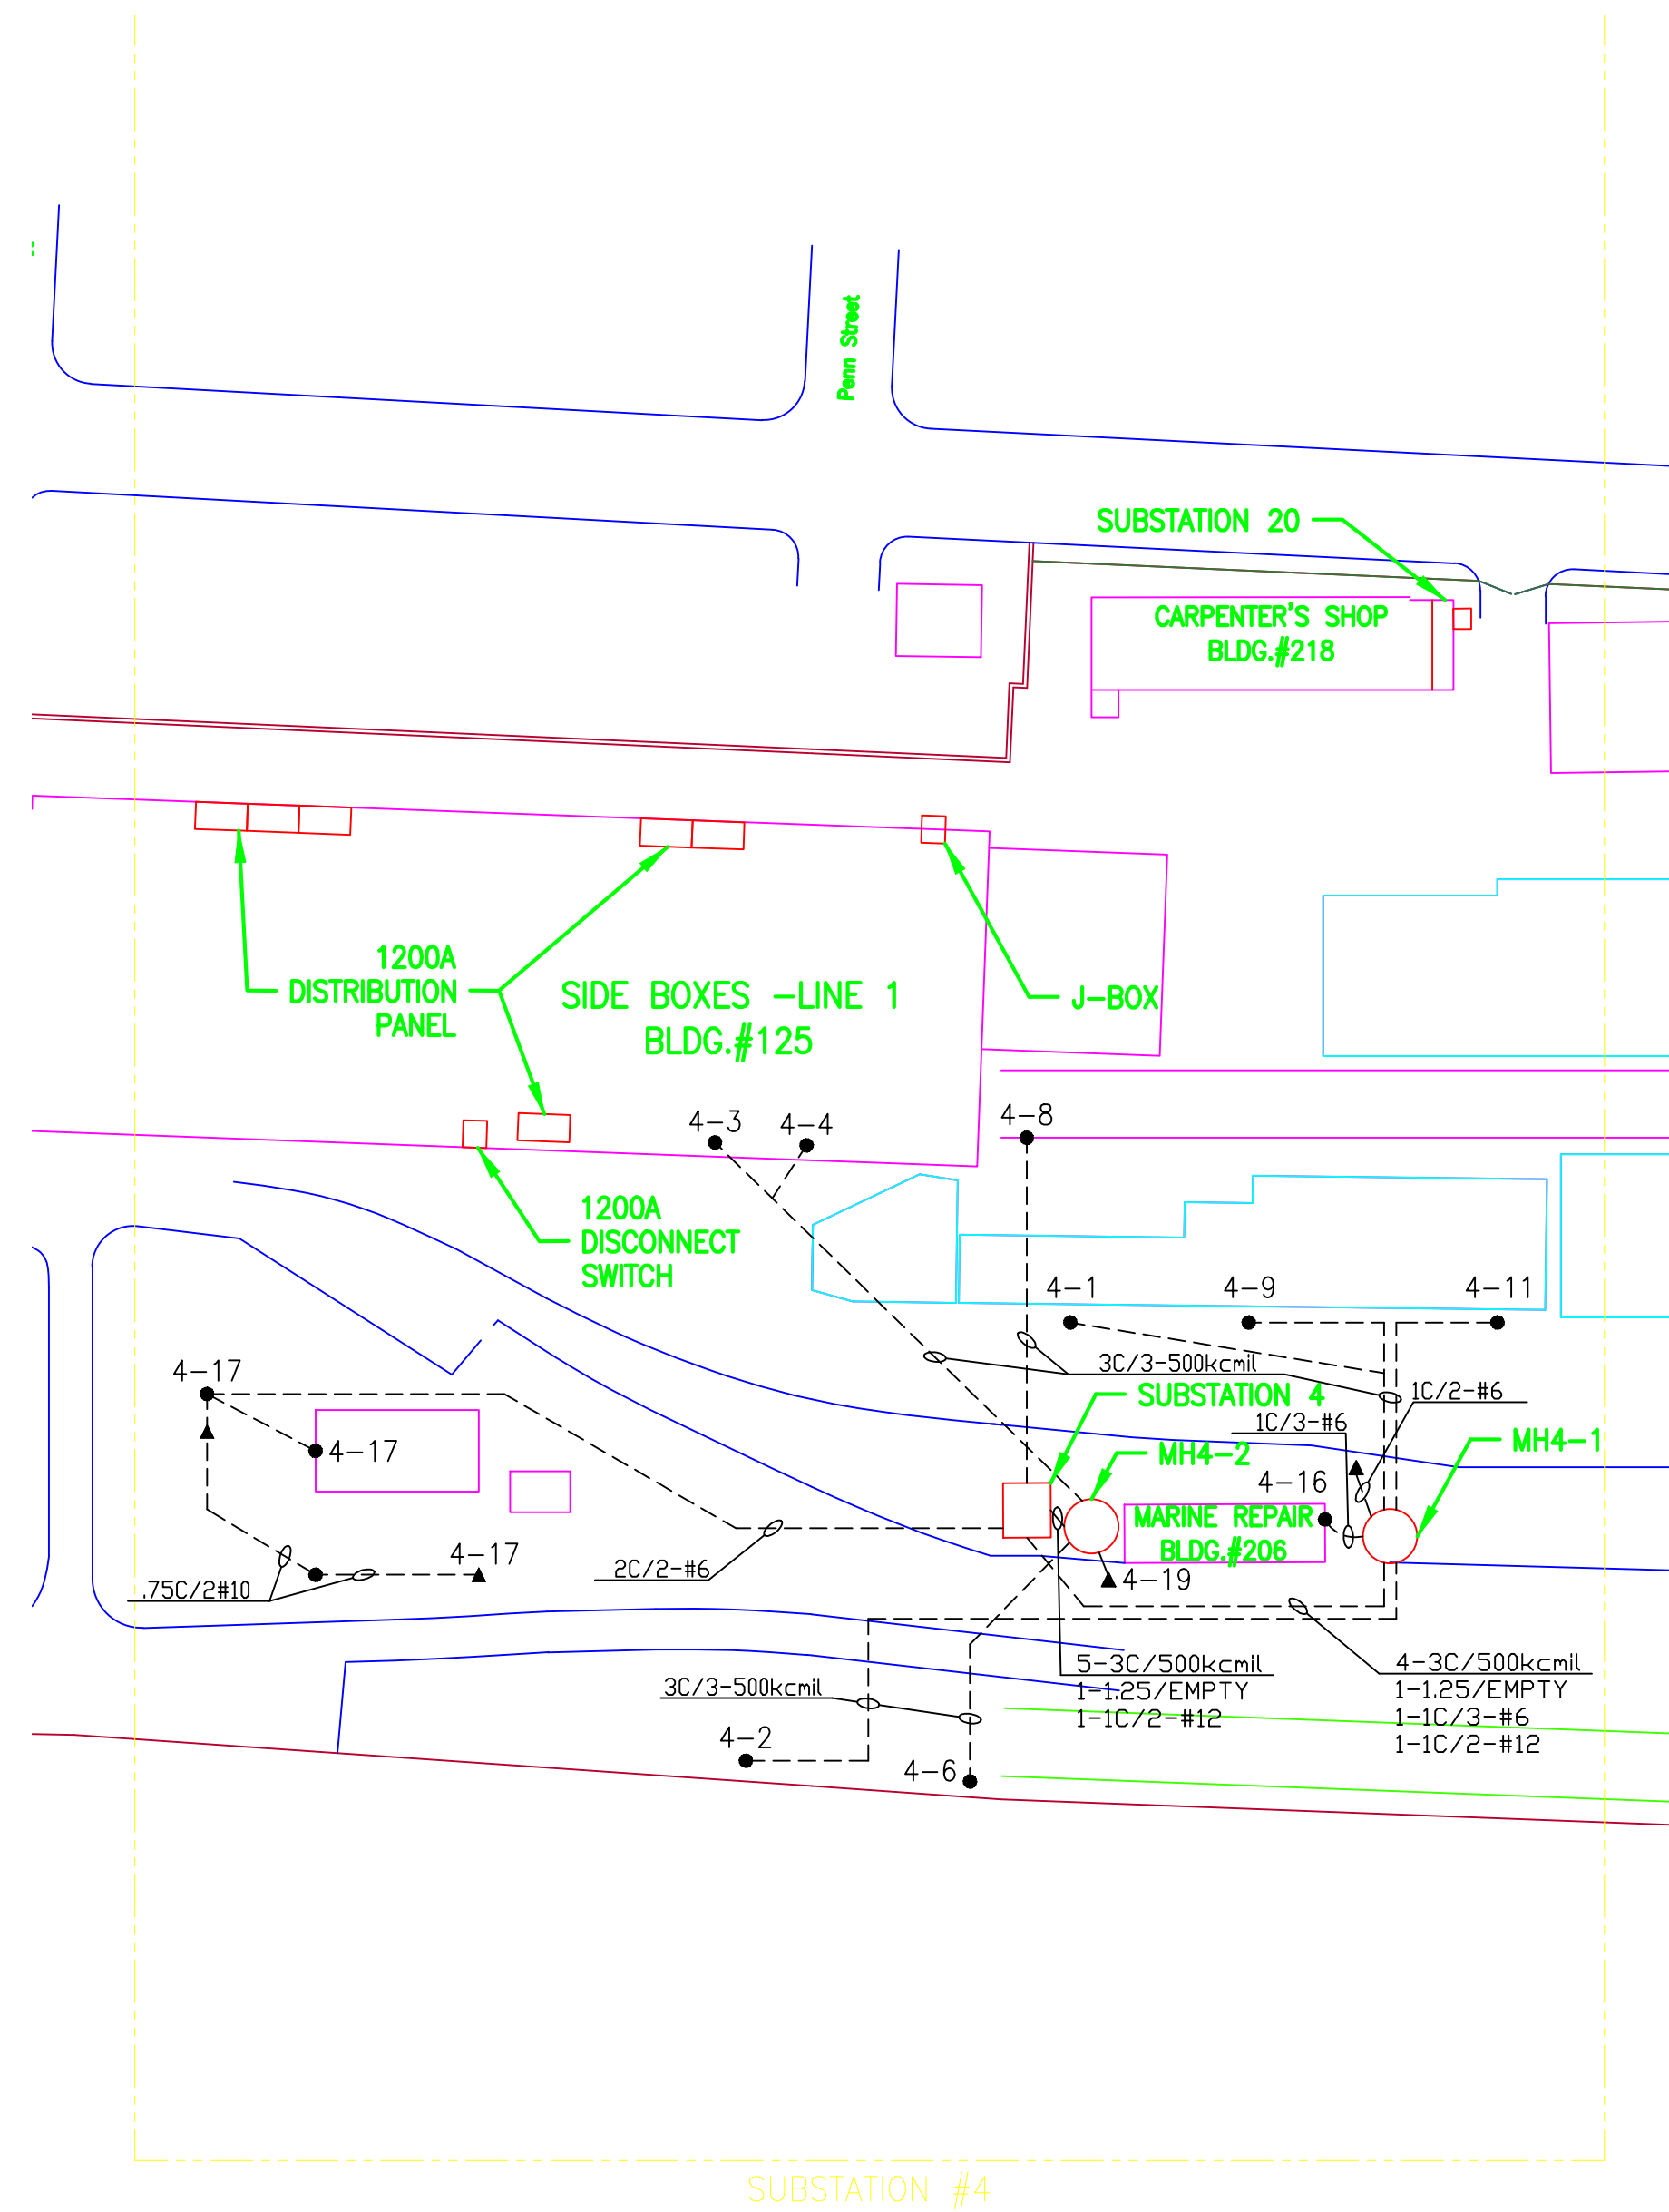 Penn Street
SUBSTATION 20
CARPENTER'S SHOP
BLDG.#218
1200A
DISTRIBUTION
PANEL
SIDE BOXES -LINE 1
BLDG.#125
J-BOX
4-3
4-4
4-8
1200A
DISCONNECT
SWITCH
4-1
4-9
4-11
3C/3-500kcmil
4-17
SUBSTATION 4
1C/2-#6
1C/3-#6
MH4-2
MH4-1
4-17
4-16
MARINE REPAIR
BLDG.#206
4-17
2C/2-#6
4-19
.75C/2#10
5-3C/500kcmil
1-1.25/EMPTY
1-1C/2-#12
4-3C/500kcmil
1-1.25/EMPTY
1-1C/3-#6
1-1C/2-#12
3C/3-500kcmil
4-2
4-6
SUBSTATION #4